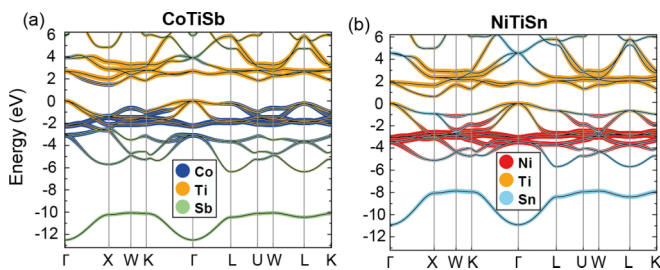 (a) CoTiSb
(b) NiTiSn
Energy (eV)
6
4
2
0
-2
-4
-6
-8
-10
-12
Co
Ti
Sb
Γ X W K Γ L U W L K
6
4
2
0
-2
-4
-6
-8
-10
-12
Ni
Ti
Sn
Γ X W K Γ L U W L K